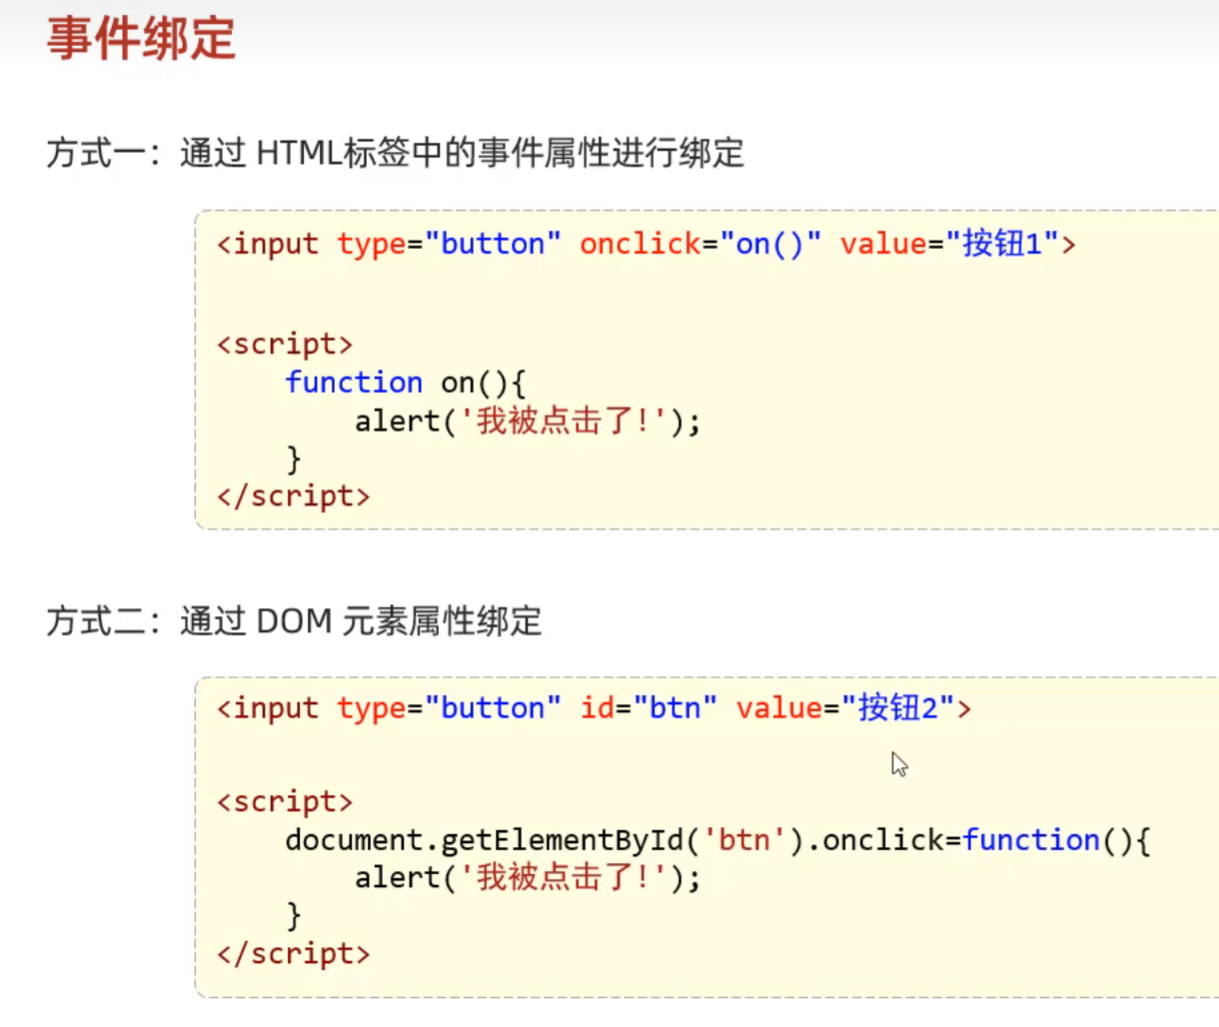 事件绑定
方式一：通过 HTML标签中的事件属性进行绑定
<input type="button" onclick="on()" value="按钮1">
<script>
function on(){
alert('我被点击了!');
}
</script>
方式二：通过 DOM 元素属性绑定
<input type="button" id="btn" value="按钮2">
<script>
document.getElementById('btn').onclick=function(){
alert('我被点击了!');
}
</script>